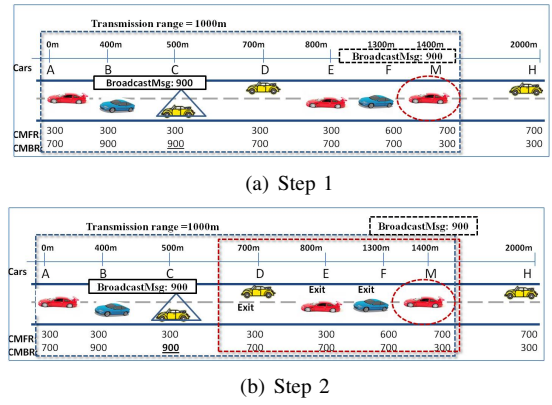 Transmission range =1000m
0m 400m 500m 700m 800m 1300m 1400m 2000m
BroadcastMsg: 900
Cars A B C D E F M H
BroadcastMsg: 900
CMFR 300 300 300 300 300 600 700 700
CMBR 700 900 900 700 700 700 300 300
(a) Step 1
BroadcastMsg: 900
Transmission range=1000m
0m 400m 500m 700m 800m 1300m 1400m 2000m
Cars A B C D E F M H
BroadcastMsg: 900 Exit Exit
Exit
CMFR 300 300 300 300 300 600 700 700
CMBR 700 900 900 700 700 700 300 300
(b) Step 2